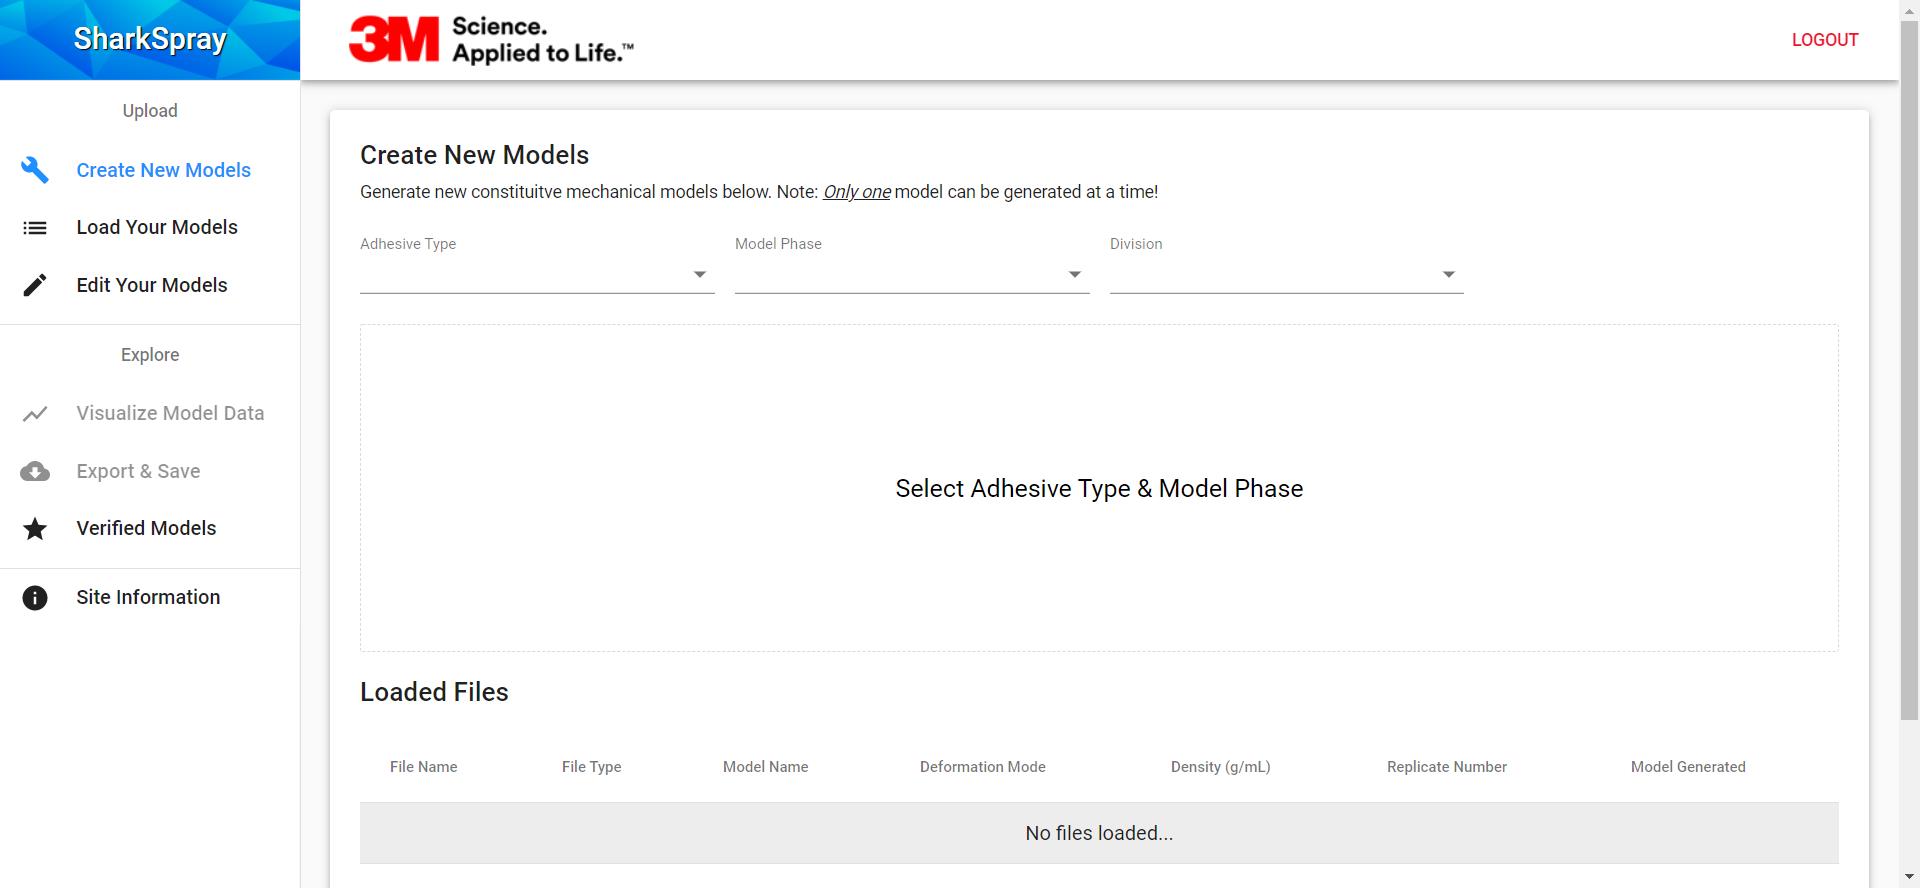 SharkSpray
3M Science.
Applied to Life.™
LOGOUT
Upload
Create New Models
Load Your Models
Edit Your Models
Explore
Visualize Model Data
Export & Save
Verified Models
Site Information
Create New Models
Generate new constituitve mechanical models below. Note: Only one model can be generated at a time!
Adhesive Type Model Phase Division
Select Adhesive Type & Model Phase
Loaded Files
File Name File Type Model Name Deformation Mode Density (g/mL) Replicate Number Model Generated
No files loaded...